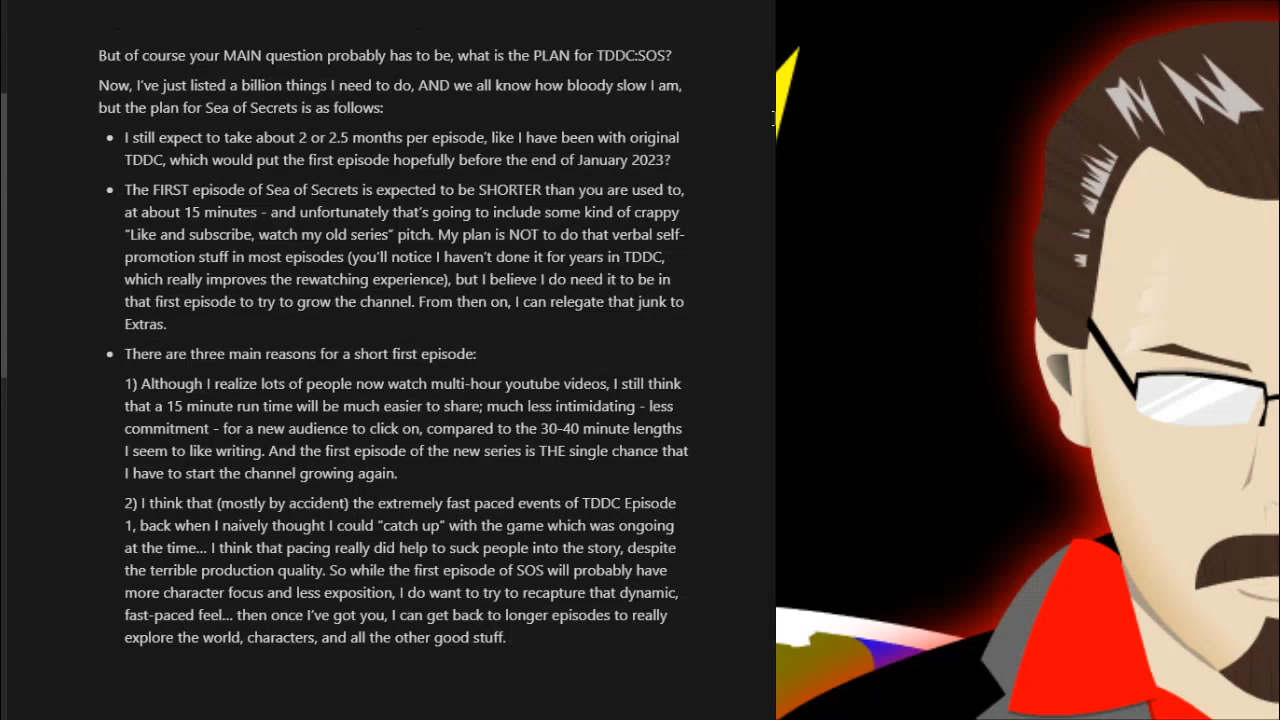 But of course your MAIN question probably has to be, what is the PLAN for TDDC:SOS?
Now, I've just listed a billion things I need to do, AND we all know how bloody slow I am,
but the plan for Sea of Secrets is as follows:
• I still expect to take about 2 or 2.5 months per episode, like I have been with original
TDDC, which would put the first episode hopefully before the end of January 2023?
• The FIRST episode of Sea of Secrets is expected to be SHORTER than you are used to,
at about 15 minutes - and unfortunately that's going to include some kind of crappy
“Like and subscribe, watch my old series” pitch. My plan is NOT to do that verbal self-
promotion stuff in most episodes (you'll notice I haven't done it for years in TDDC,
which really improves the rewatching experience), but I believe I do need it to be in
that first episode to try to grow the channel. From then on, I can relegate that junk to
Extras.
• There are three main reasons for a short first episode:
1) Although I realize lots of people now watch multi-hour youtube videos, I still think
that a 15 minute run time will be much easier to share; much less intimidating - less
commitment - for a new audience to click on, compared to the 30-40 minute lengths
I seem to like writing. And the first episode of the new series is THE single chance that
I have to start the channel growing again.
2) I think that (mostly by accident) the extremely fast paced events of TDDC Episode
1, back when I naively thought I could “catch up” with the game which was ongoing
at the time... I think that pacing really did help to suck people into the story, despite
the terrible production quality. So while the first episode of SOS will probably have
more character focus and less exposition, I do want to try to recapture that dynamic,
fast-paced feel... then once I've got you, I can get back to longer episodes to really
explore the world, characters, and all the other good stuff.